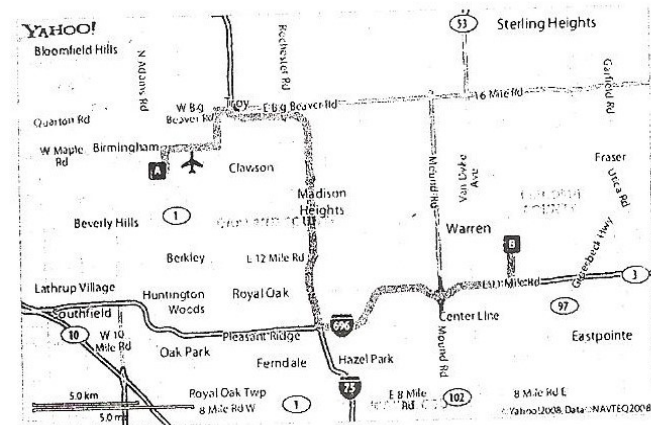 YAHOO!
Bloomfield Hills
N Adams Rd
Rochester Rd
53
Sterling Heights
Garfield Rd
Troy
W Big
Beaver Rd
E Big Beaver Rd
16 Mile Rd
Quarton Rd
W Maple
Rd
Birmingham
A
Clawson
Mound Rd
Van Dyke
Ave
Fraser
Utica Rd
Madison
Heights
Beverly Hills
1
Warren
B
Groesbeck Hwy
Berkley
E 12 Mile Rd
Lathrup Village
Huntington
Woods
Royal Oak
3
Southfield
696
Center Line
97
10
W 10
Mile Rd
Pleasant Ridge
Oak Park
Ferndale
Hazel Park
Mound Rd
Eastpointe
75
5.0 km
5.0 mi
Royal Oak Twp
8 Mile Rd W
1
E 8 Mile
Rd
102
8 Mile Rd E
©Yahoo!2008, Data ©NAVTEQ2008